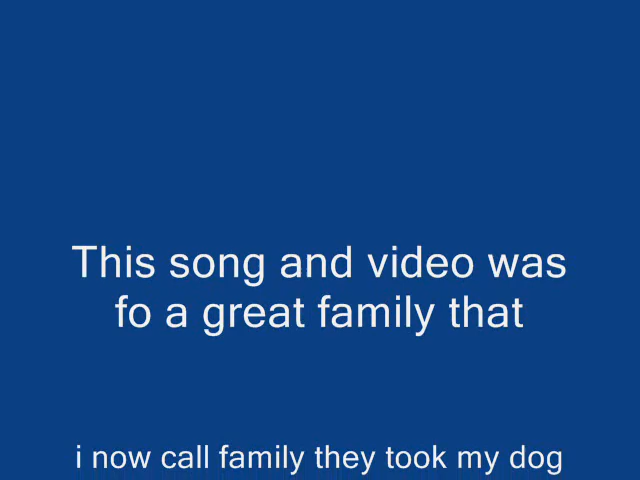 This song and video was
fo a great family that
i now call family they took my dog